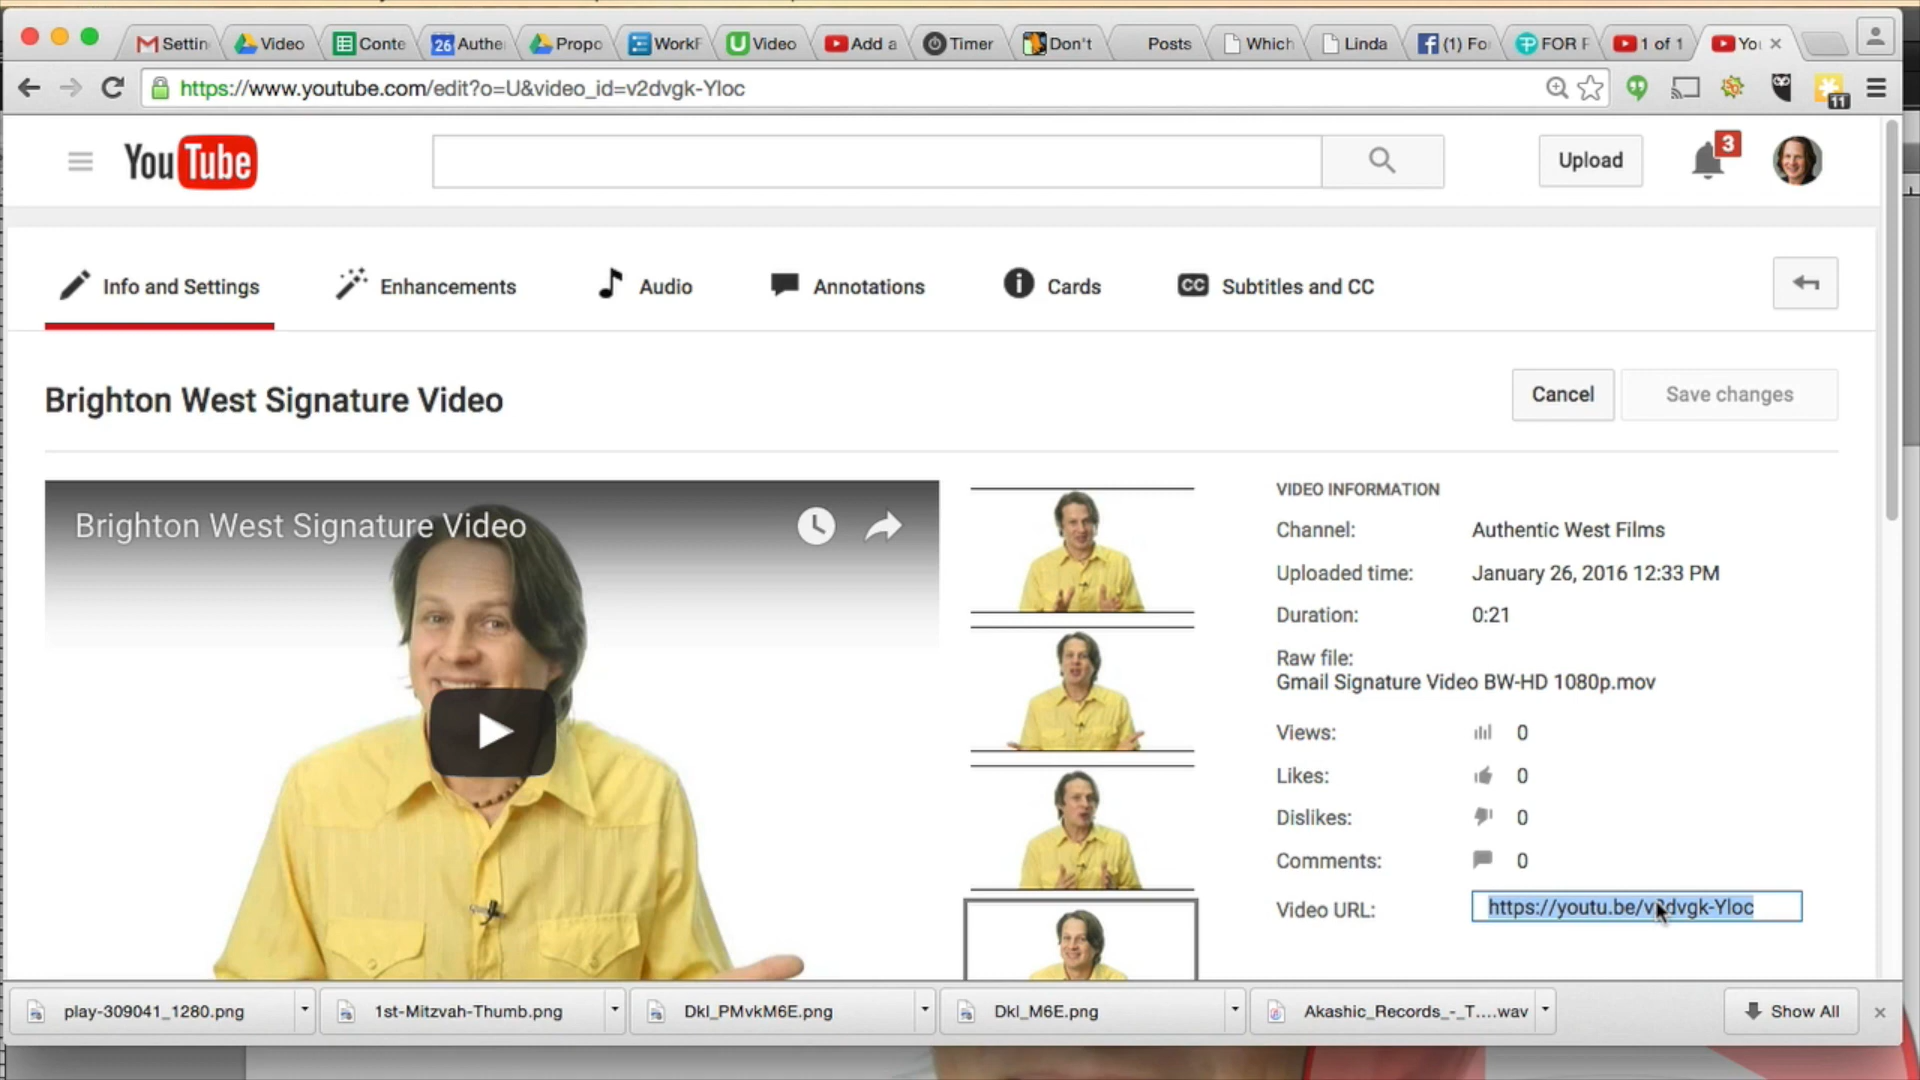 Settin
Video
Conte
26 Authe
Propo
WorkF
Video
Add a
Timer
Don't
Posts
Which
Linda
(1) Fo
FOR F
1 of 1
You
https://www.youtube.com/edit?o=U&video_id=v2dvgk-Yloc
11
YouTube
Upload
3
Info and Settings
Enhancements
Audio
Annotations
Cards
CC Subtitles and CC
Brighton West Signature Video
Cancel
Save changes
Brighton West Signature Video
VIDEO INFORMATION
Channel: Authentic West Films
Uploaded time: January 26, 2016 12:33 PM
Duration: 0:21
Raw file:
Gmail Signature Video BW-HD 1080p.mov
Views: 0
Likes: 0
Dislikes: 0
Comments: 0
Video URL: https://youtu.be/v2dvgk-Yloc
play-309041_1280.png
1st-Mitzvah-Thumb.png
Dkl_PMvkM6E.png
Dkl_M6E.png
Akashic_Records_-_T....wav
Show All